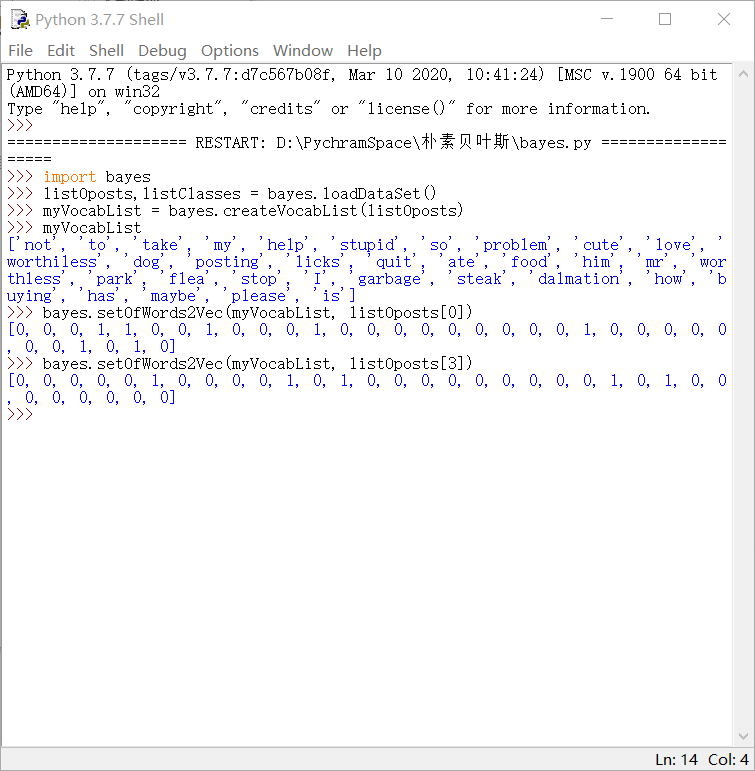 Python 3.7.7 Shell
File Edit Shell Debug Options Window Help
Python 3.7.7 (tags/v3.7.7:d7c567b08f, Mar 10 2020, 10:41:24) [MSC v.1900 64 bit
(AMD64)] on win32
Type "help", "copyright", "credits" or "license()" for more information.
>>>
==================== RESTART: D:\PychramSpace\朴素贝叶斯\bayes.py ==============
=====
>>> import bayes
>>> listOposts,listClasses = bayes.loadDataSet()
>>> myVocabList = bayes.createVocabList(listOposts)
>>> myVocabList
['not', 'to', 'take', 'my', 'help', 'stupid', 'so', 'problem', 'cute', 'love', '
worthiless', 'dog', 'posting', 'licks', 'quit', 'ate', 'food', 'him', 'mr', 'wor
thless', 'park', 'flea', 'stop', 'I', 'garbage', 'steak', 'dalmation', 'how', 'b
uying', 'has', 'maybe', 'please', 'is']
>>> bayes.setOfWords2Vec(myVocabList, listOposts[0])
[0, 0, 0, 1, 1, 0, 0, 1, 0, 0, 0, 1, 0, 0, 0, 0, 0, 0, 0, 0, 0, 1, 0, 0, 0, 0, 0
, 0, 0, 1, 0, 1, 0]
>>> bayes.setOfWords2Vec(myVocabList, listOposts[3])
[0, 0, 0, 0, 0, 1, 0, 0, 0, 0, 1, 0, 1, 0, 0, 0, 0, 0, 0, 0, 0, 0, 1, 0, 1, 0, 0
, 0, 0, 0, 0, 0, 0]
>>>
Ln: 14 Col: 4